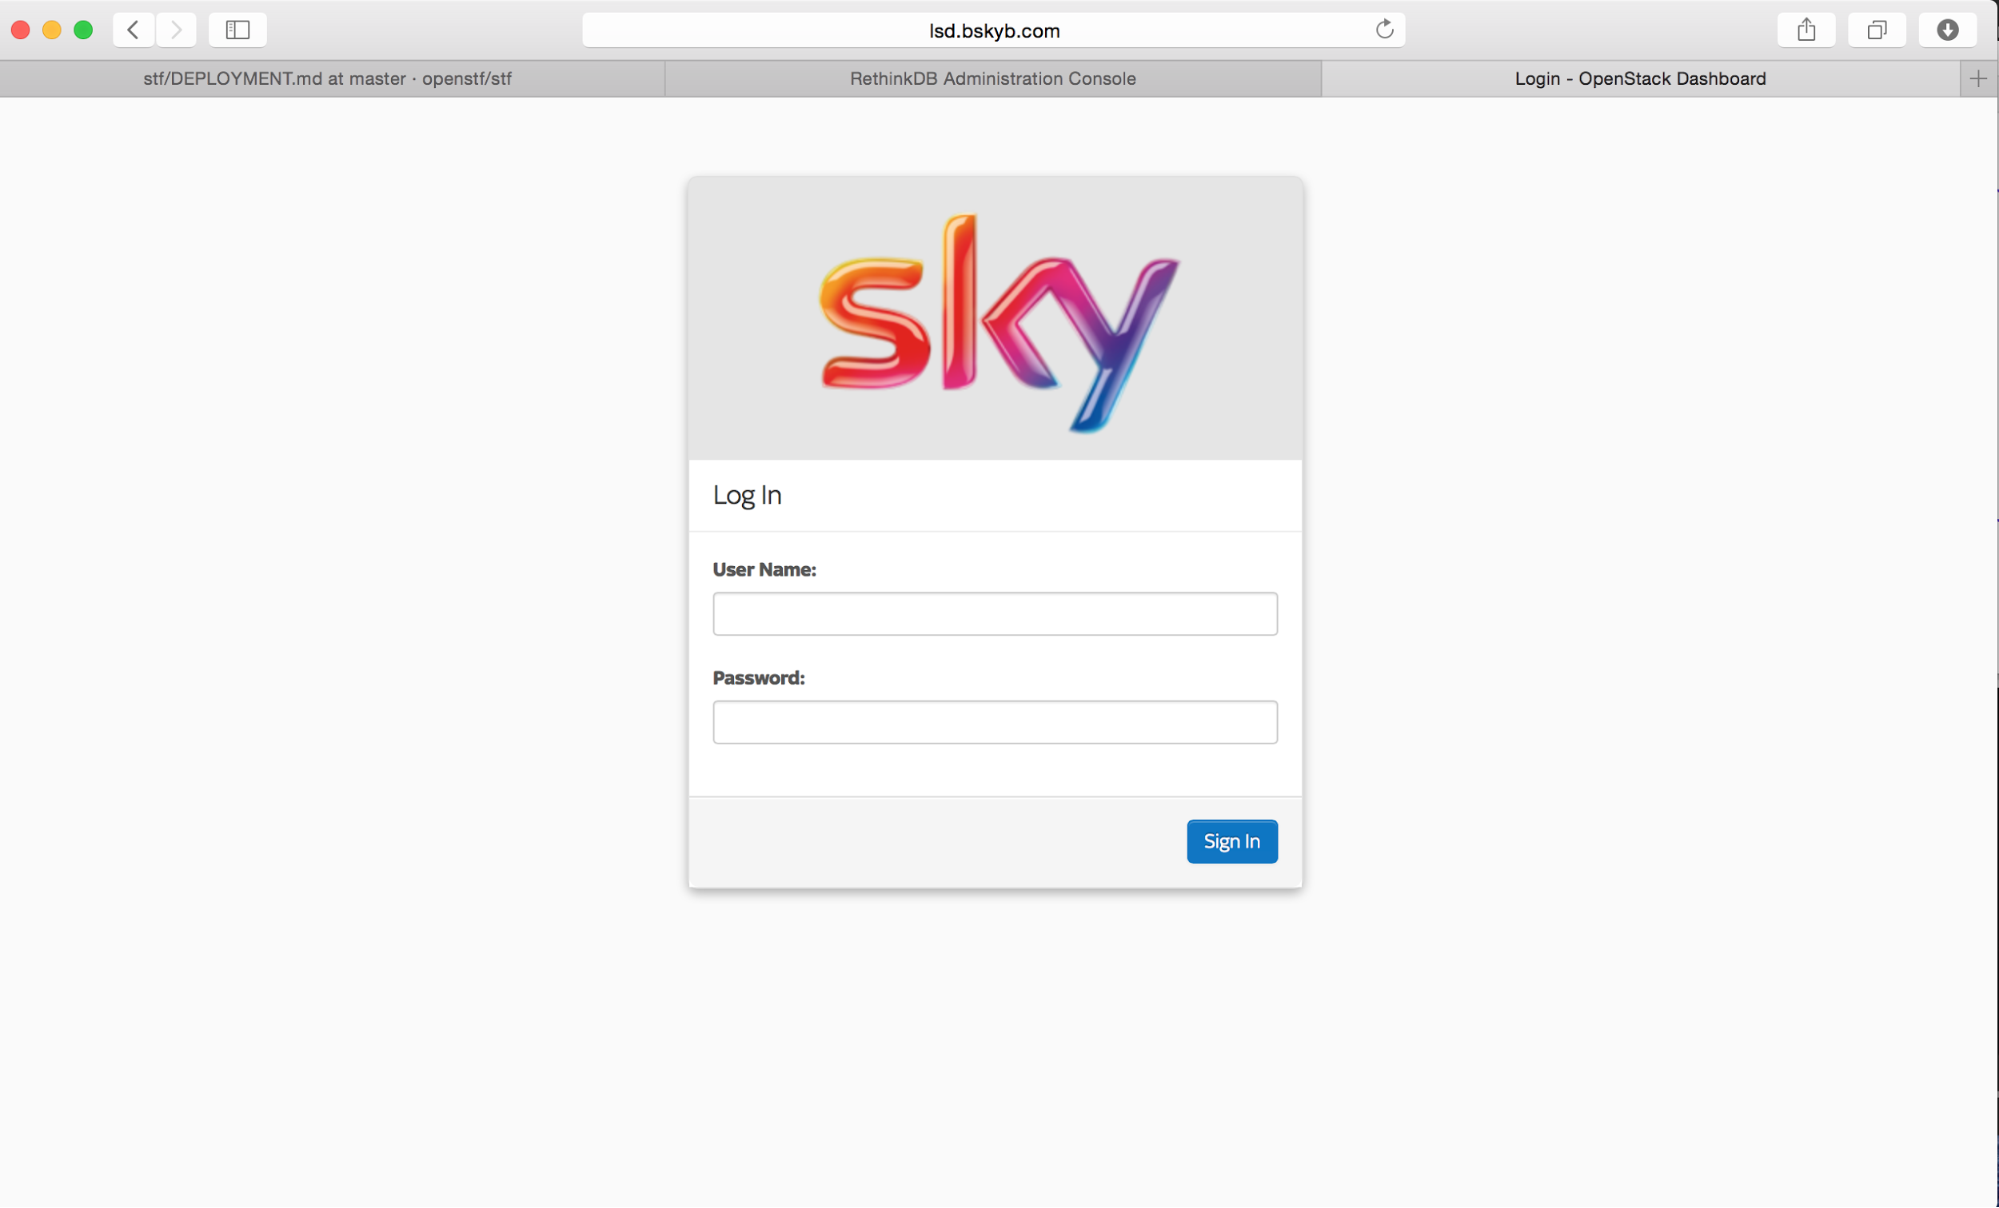 lsd.bskyb.com
stf/DEPLOYMENT.md at master · openstf/stf
RethinkDB Administration Console
Login - OpenStack Dashboard
sky
Log In
User Name:
Password:
Sign In